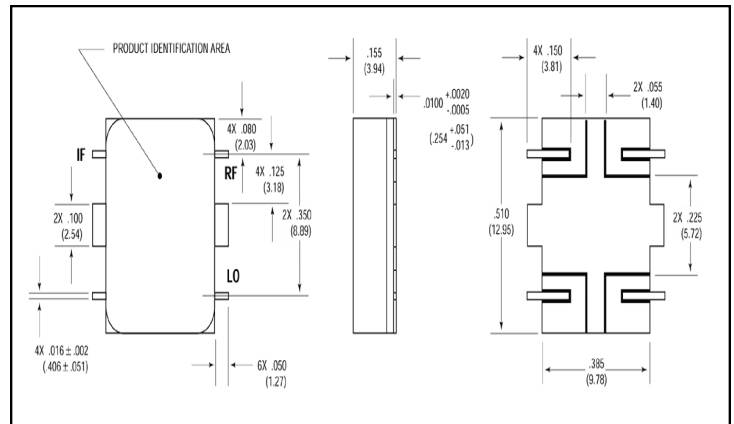 PRODUCT IDENTIFICATION AREA
IF
RF
LO
4X .080
(2.03)
4X .125
(3.18)
2X .350
(8.89)
2X .100
(2.54)
4X .016 ± .002
(.406 ± .051)
6X .050
(1.27)
.155
(3.94)
.0100 +.0020
-.0005
(.254 +.051
-.013)
4X .150
(3.81)
2X .055
(1.40)
.510
(12.95)
2X .225
(5.72)
.385
(9.78)